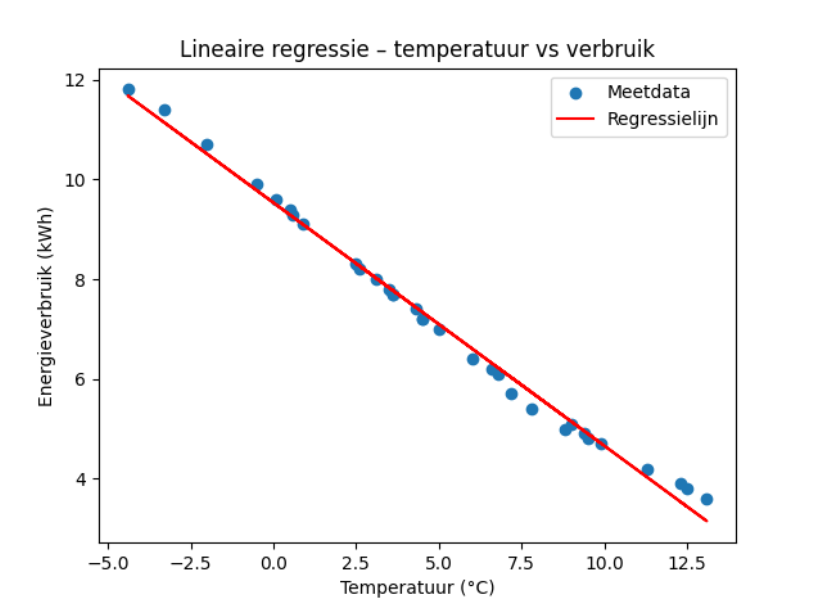 Lineaire regressie – temperatuur vs verbruik
Meetdata
Regressielijn
12
10
8
6
4
Energieverbruik (kWh)
−5.0 −2.5 0.0 2.5 5.0 7.5 10.0 12.5
Temperatuur (°C)